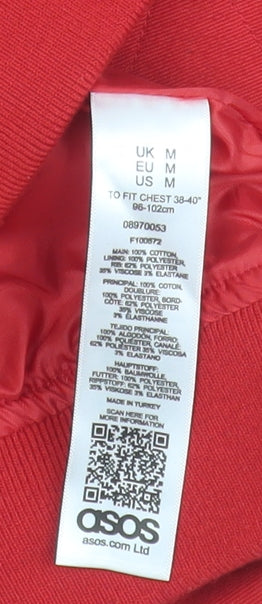 UK M
EU M
US M
TO FIT CHEST 38-40"
96-102cm
08970053
F100672
MAIN: 100% COTTON,
LINING: 100% POLYESTER,
RIB: 62% POLYESTER
35% VISCOSE 3% ELASTANE
PRINCIPAL: 100% COTON,
DOUBLURE:
100% POLYESTER, BORD-
CÔTE: 62% POLYESTER
35% VISCOSE
3% ELASTHANNE
TEJIDO PRINCIPAL:
100% ALGODÓN, FORRO:
100% POLIÉSTER, CANALÉ:
62% POLIÉSTER 35% VISCOSA
3% ELASTANO
HAUPTSTOFF:
100% BAUMWOLLE,
FUTTER: 100% POLYESTER,
RIPPSTOFF: 62% POLYESTER
35% VISKOSE 3% ELASTHAN
MADE IN TURKEY
SCAN HERE FOR
MORE INFORMATION
asos
asos.com Ltd